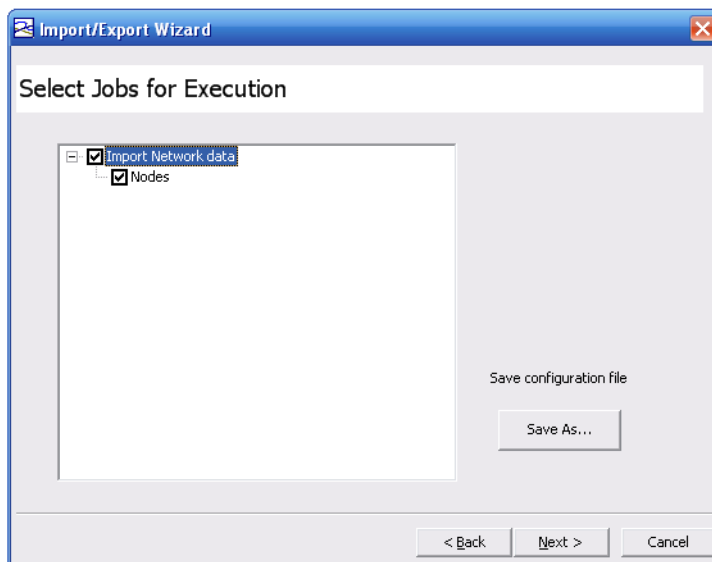 Import/Export Wizard
Select Jobs for Execution
Import Network data
Nodes
Save configuration file
Save As...
< Back Next > Cancel